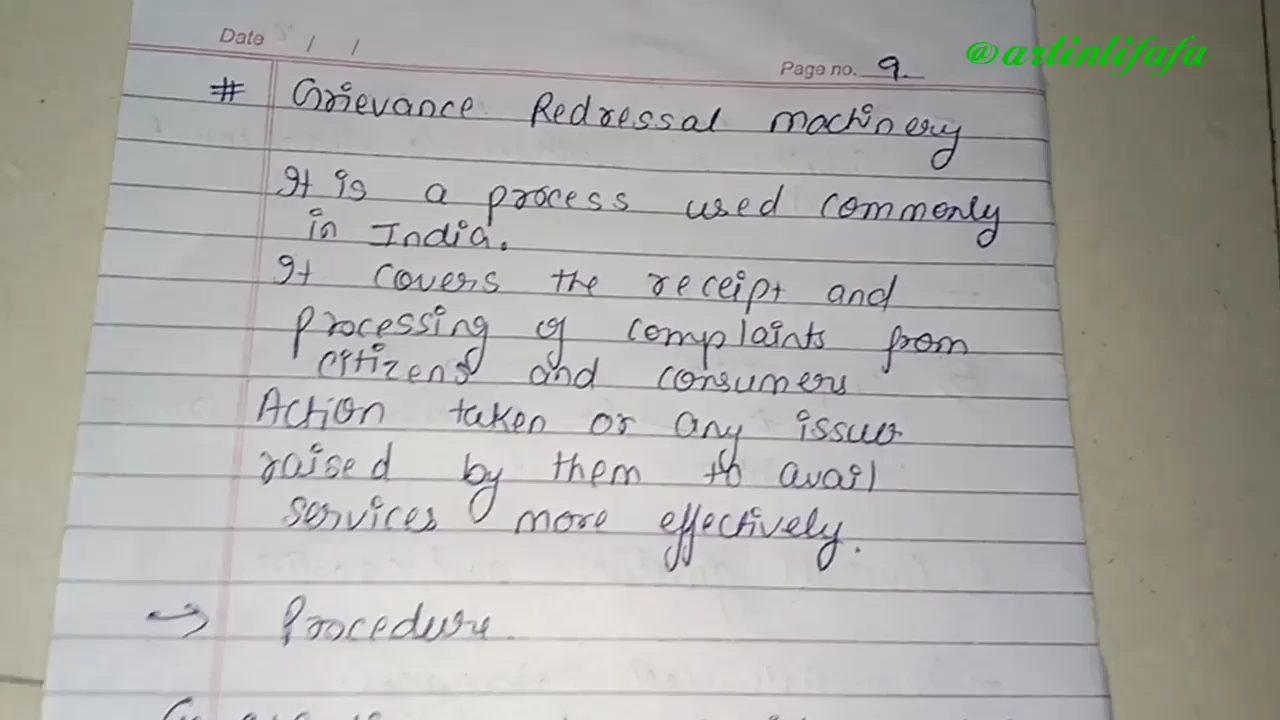 Date / /
@artinlifafa
Page no. 9
# Grievance Redressal machinery
It is a process used commonly
in India.
It covers the receipt and
processing of complaints from
citizens and consumers
Action taken or any issue
raised by them to avail
services more effectively.
→ Procedure